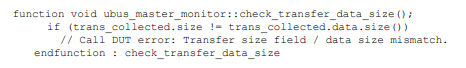 function void ubus_master_monitor::check_transfer_data_size();
if (trans_collected.size != trans_collected.data.size())
// Call DUT error: Transfer size field / data size mismatch.
endfunction : check_transfer_data_size